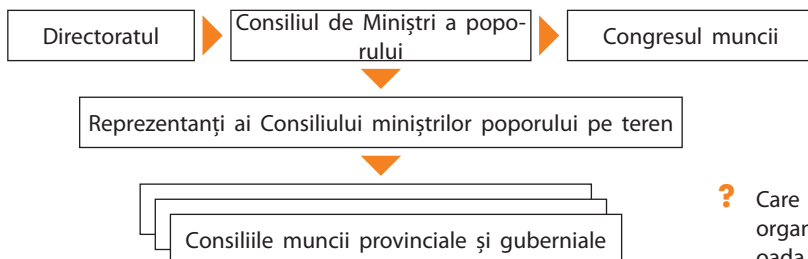 Directoratul
Consiliul de Miniștri a popo-
rului
Congresul muncii
Reprezentanți ai Consiliului miniștrilor poporului pe teren
Consiliile muncii provinciale și guberniale
? Care
organ
oada